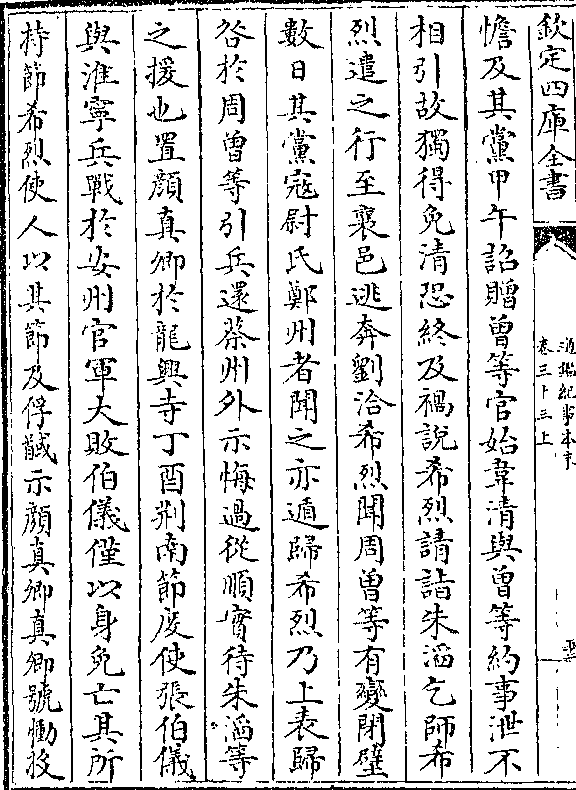 欽定四庫全書
通鑑紀事本末
卷三十三上
憺及其黨甲午詔贈曾等官始韋清與曾等約事泄不
相引故獨得免清恐終及禍說希烈請詣朱滔乞師希
烈遣之行至襄邑逃奔劉洽希烈聞周曾等有變閉壁
數日其黨寇尉氏鄭州者聞之亦遁歸希烈乃上表歸
咎於周曾等引兵還蔡州外示悔過從順實待朱滔等
之援也置顔真卿於龍興寺丁酉荆南節度使張伯儀
與淮寧兵戰於安州官軍大敗伯儀僅以身免亡其所
持節希烈使人以其節及俘馘示顔真卿真卿號慟投